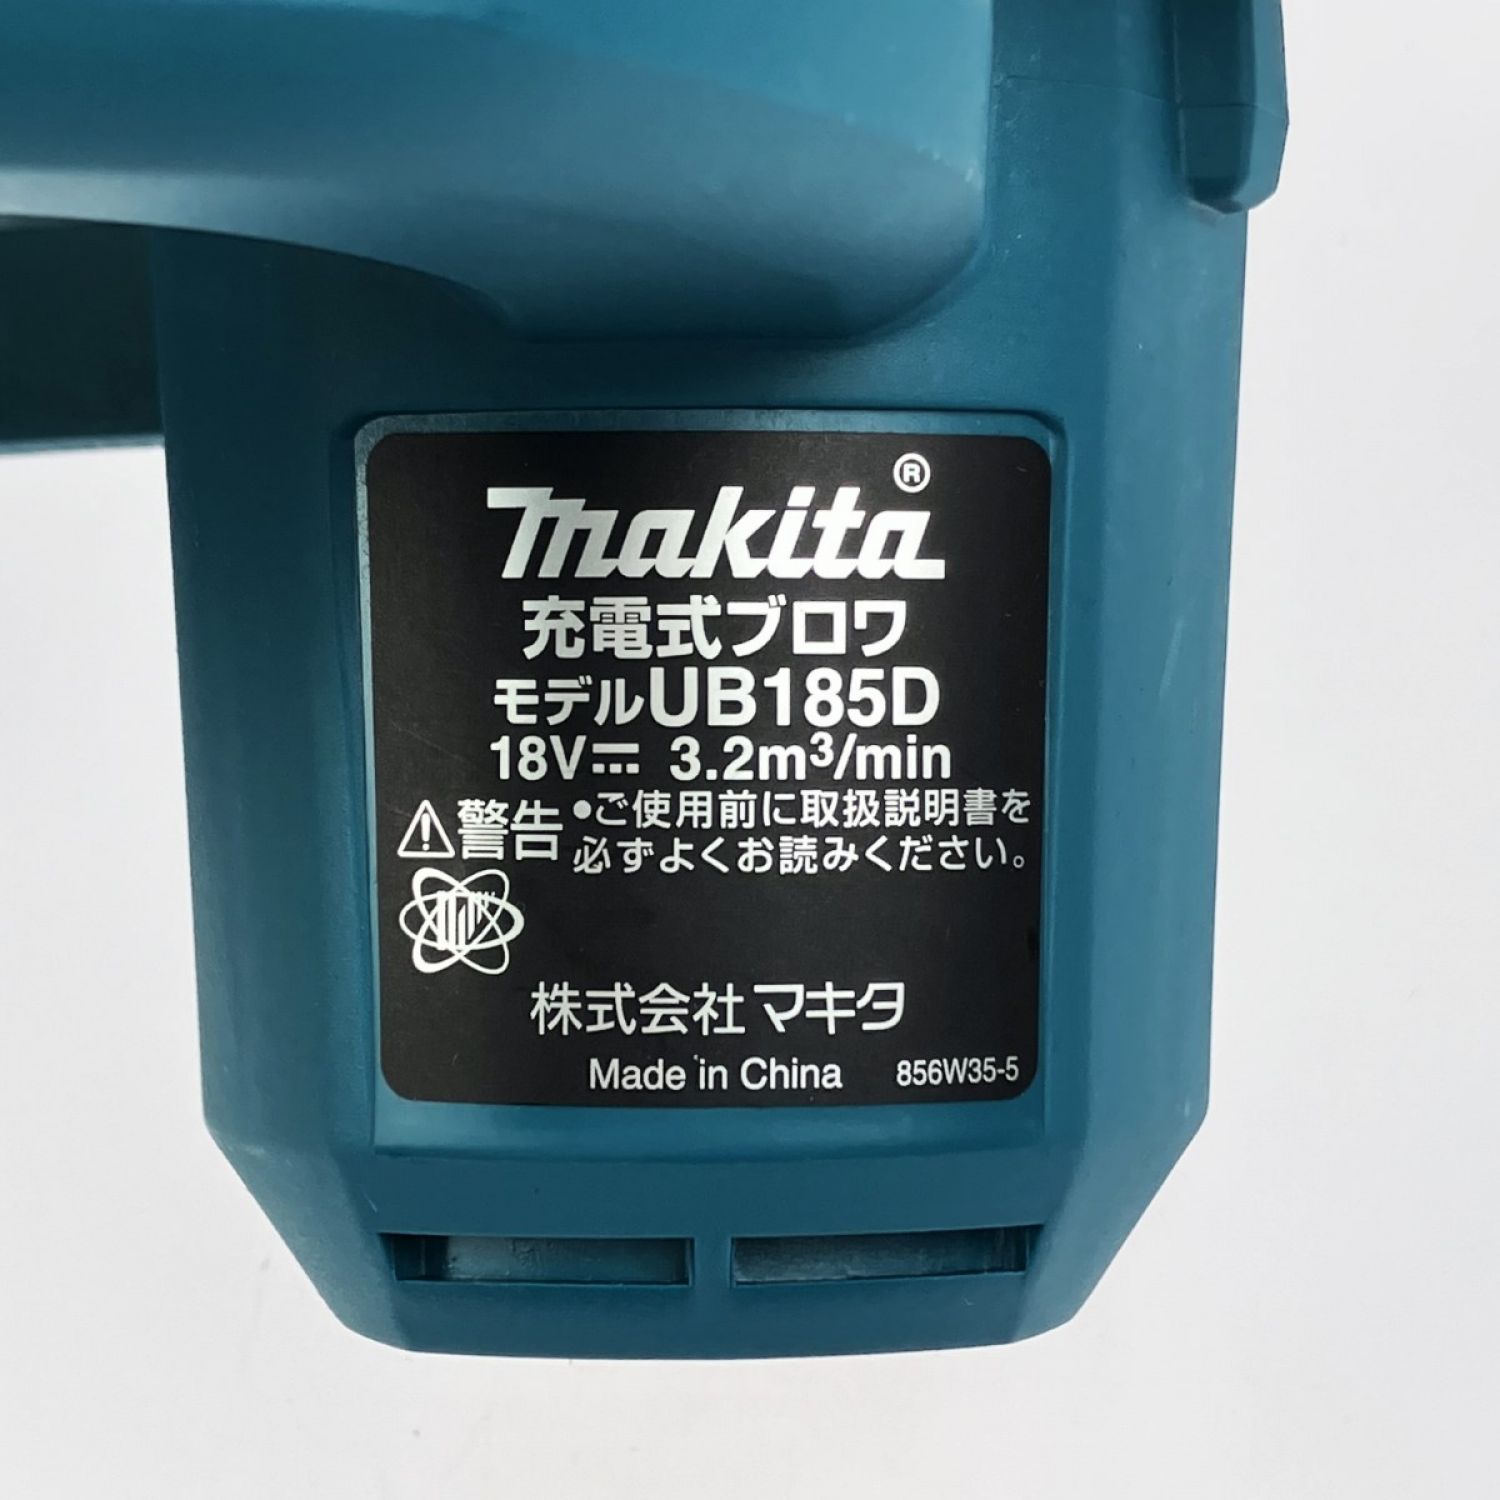 makita®
充電式ブロワ
モデルUB185D
18V⎓ 3.2m³/min
⚠警告 •ご使用前に取扱説明書を
必ずよくお読みください。
株式会社マキタ
Made in China 856W35-5